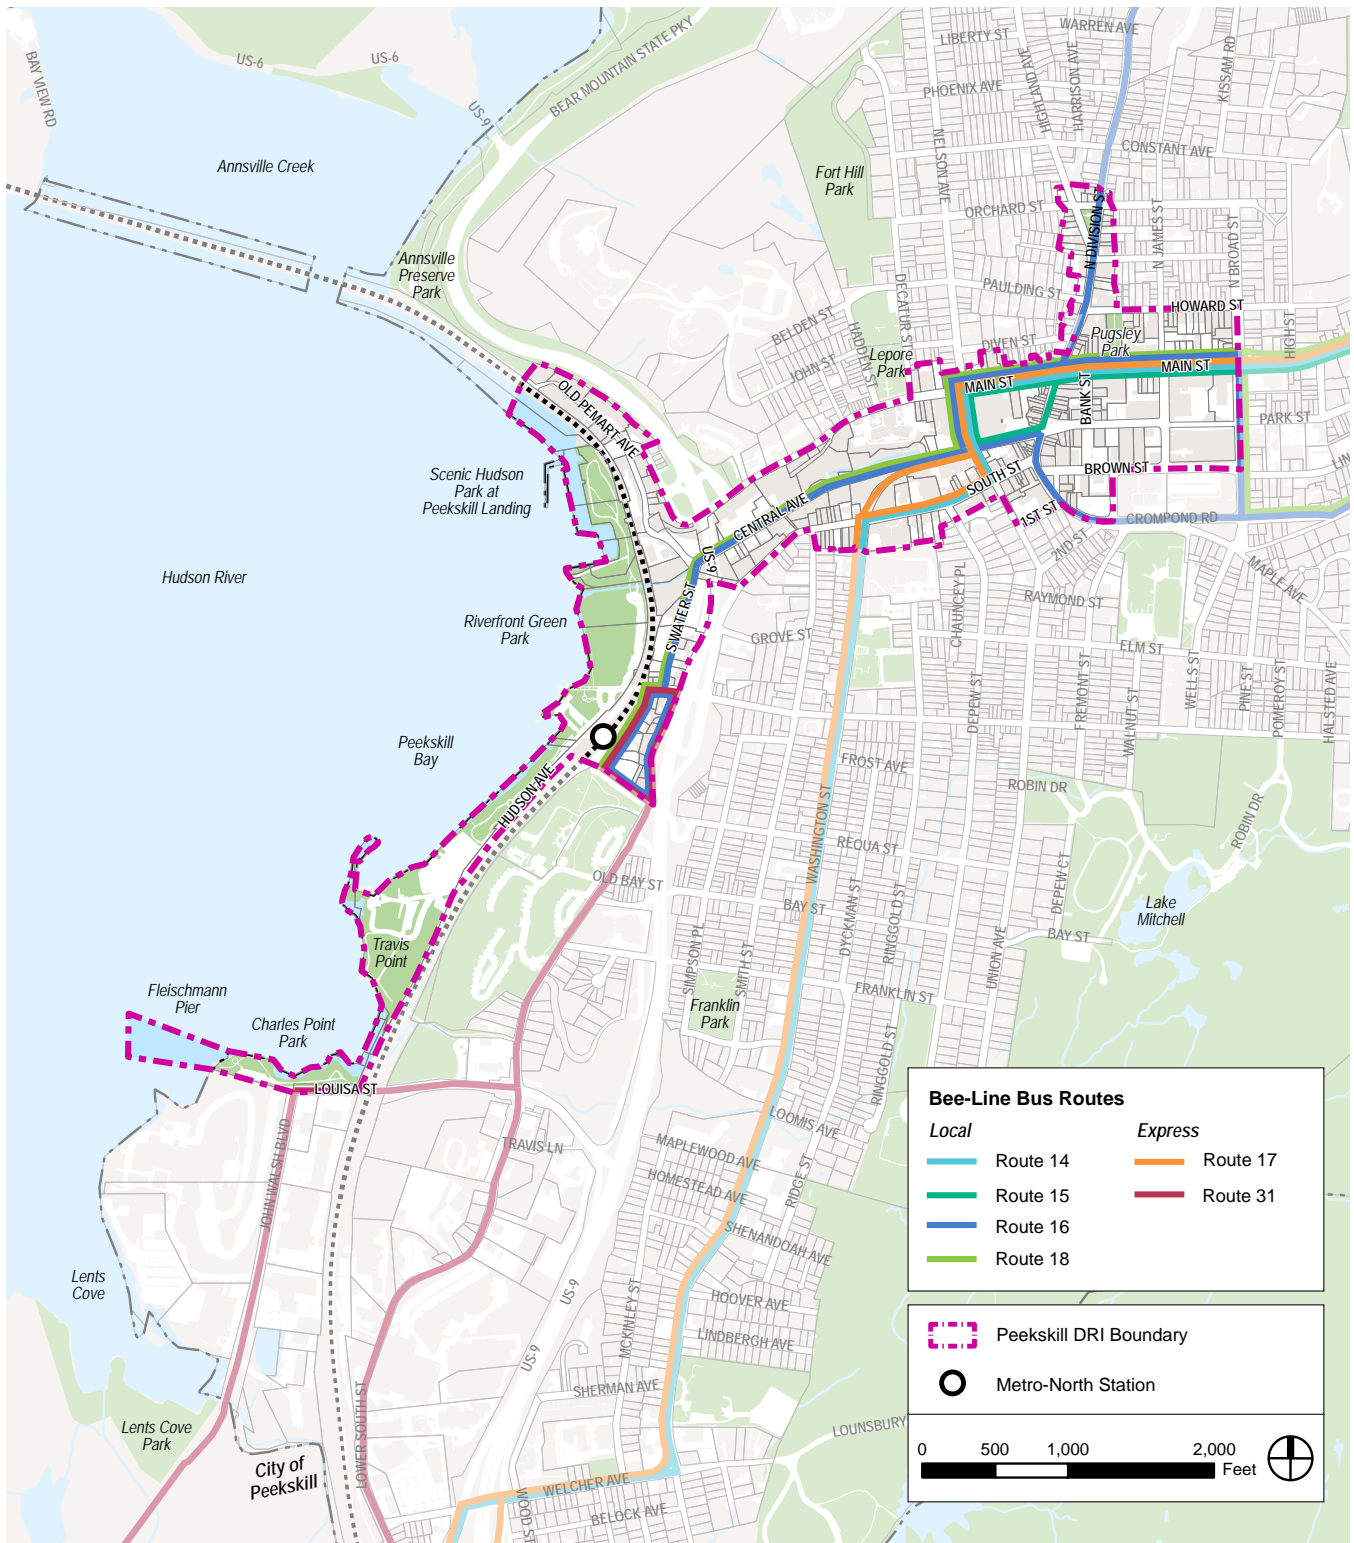 WARREN AVE
LIBERTY ST
BEAR MOUNTAIN STATE PKY
US-6
US-6
BAY VIEW RD
HIGHLAND AVE
HARRISON AVE
KISSAM RD
PHOENIX AVE
US-9
NELSON AVE
CONSTANT AVE
Annsville Creek
Fort Hill
Park
ORCHARD ST
N DIVISION ST
N JAMES ST
N BROAD ST
Annsville
Preserve
Park
DECATUR ST
PAULDING ST
HOWARD ST
BELDEN ST
HADDEN ST
Lepore
Park
DIVEN ST
Pugsley
Park
HIGH ST
JOHN ST
MAIN ST
MAIN ST
OLD PEMART AVE
BANK ST
PARK ST
Scenic Hudson
Park at
Peekskill Landing
SOUTH ST
BROWN ST
LIN
CENTRAL AVE
1ST ST
CROMPOND RD
US-9
2ND ST
MAPLE AVE
Hudson River
CHAUNCEY PL
RAYMOND ST
Riverfront Green
Park
S WATER ST
GROVE ST
ELM ST
DEPEW ST
FREMONT ST
WALNUT ST
WELLS ST
PINE ST
POMEROY ST
HALSTED AVE
Peekskill
Bay
FROST AVE
HUDSON AVE
ROBIN DR
ROBIN DR
WASHINGTON ST
REQUA ST
OLD BAY ST
BAY ST
DYCKMAN ST
RINGGOLD ST
DEPEW CT
Lake
Mitchell
BAY ST
UNION AVE
Travis
Point
SIMPSON PL
SMITH ST
FRANKLIN ST
Fleischmann
Pier
Franklin
Park
Charles Point
Park
RINGGOLD ST
LOUISA ST
LOOMIS AVE
JOHN WALSH BLVD
TRAVIS LN
MAPLEWOOD AVE
HOMESTEAD AVE
RIDGE ST
SHENANDOAH AVE
Lents
Cove
US-9
HOOVER AVE
MCKINLEY ST
LINDBERGH AVE
US-9
SHERMAN AVE
LOWER SOUTH ST
LOUNSBURY
Lents Cove
Park
City of
Peekskill
WELCHER AVE
WOOD ST
BELOCK AVE
Bee-Line Bus Routes
Local
Express
Route 14
Route 17
Route 15
Route 31
Route 16
Route 18
Peekskill DRI Boundary
Metro-North Station
0 500 1,000 2,000
Feet